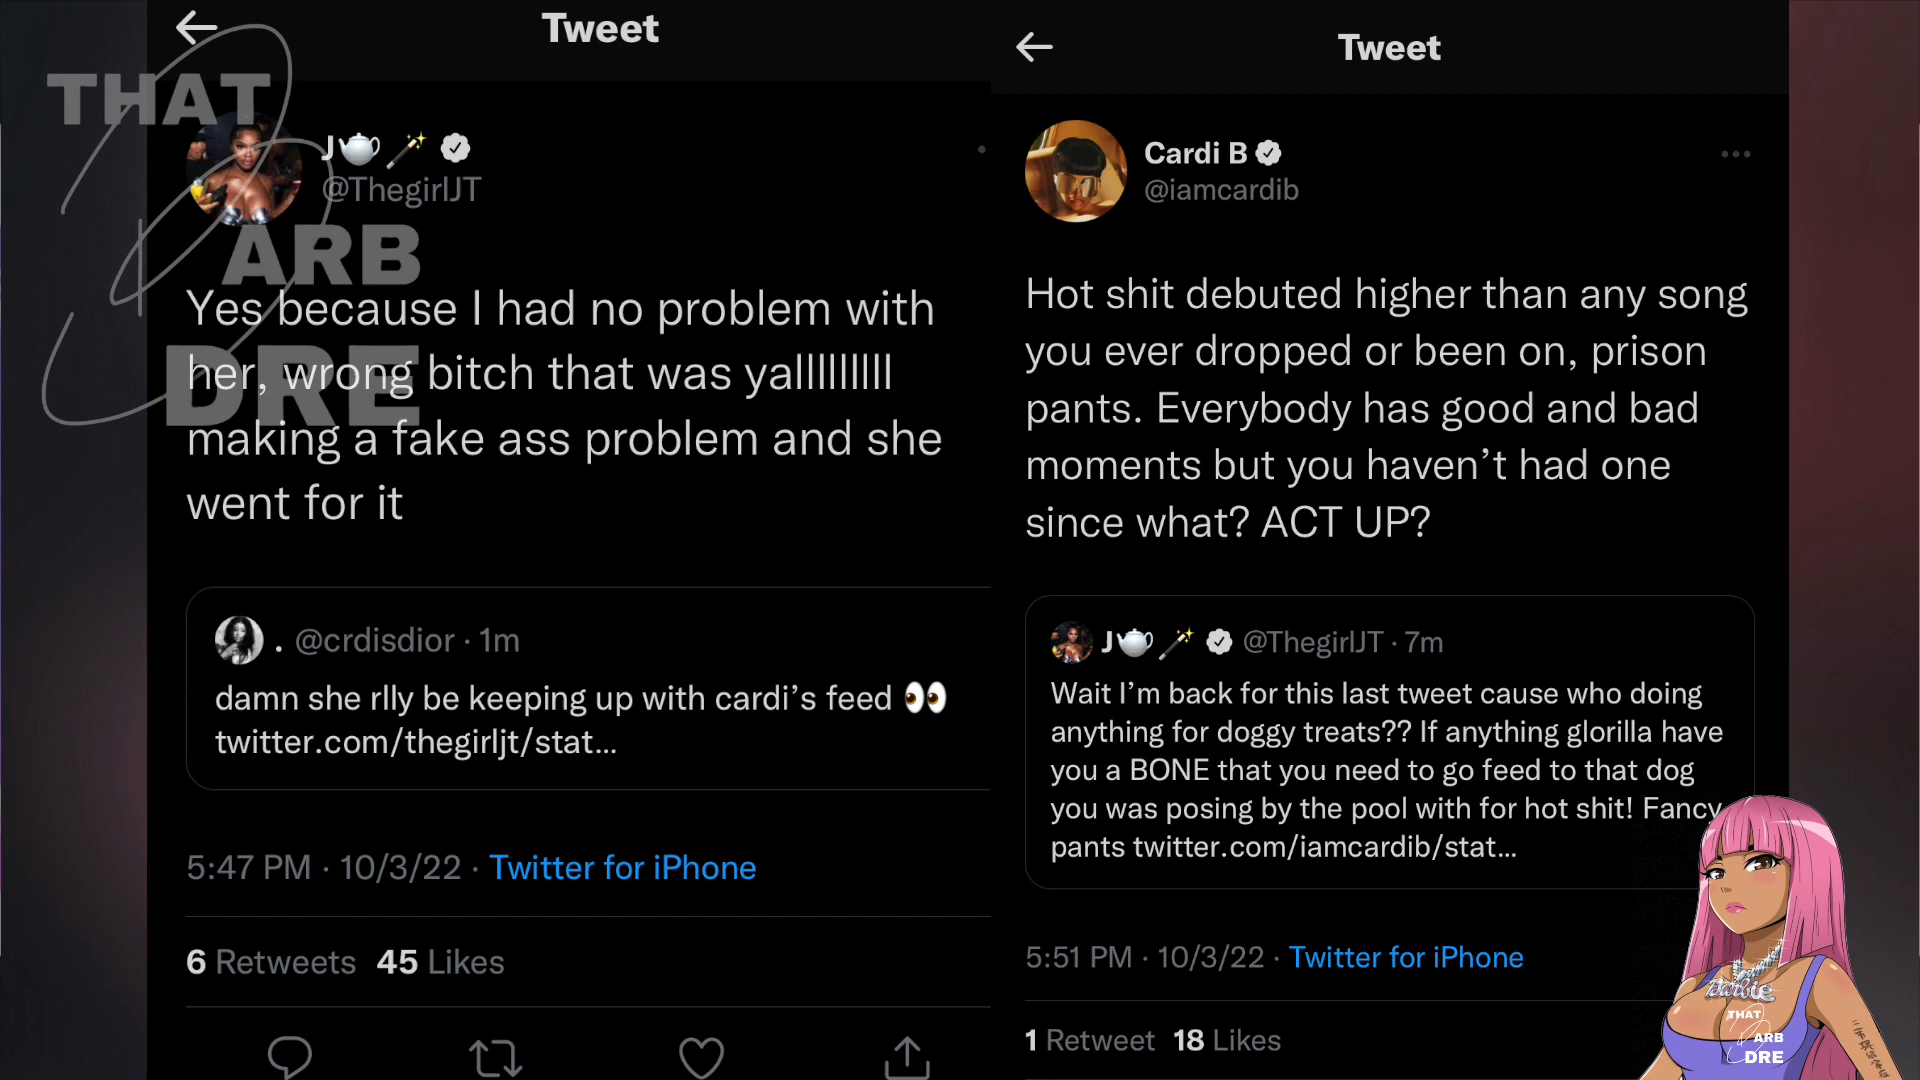 THAT
BARB
DRE
Tweet
J🫖 🪄
@ThegirlJT
Yes because I had no problem with
her, wrong bitch that was yalllllllll
making a fake ass problem and she
went for it
. @crdisdior · 1m
damn she rlly be keeping up with cardi’s feed 👀
twitter.com/thegirljt/stat...
5:47 PM · 10/3/22 · Twitter for iPhone
6 Retweets 45 Likes
Tweet
Cardi B
@iamcardib
Hot shit debuted higher than any song
you ever dropped or been on, prison
pants. Everybody has good and bad
moments but you haven’t had one
since what? ACT UP?
J🫖 🪄 @ThegirlJT · 7m
Wait I’m back for this last tweet cause who doing
anything for doggy treats?? If anything glorilla have
you a BONE that you need to go feed to that dog
you was posing by the pool with for hot shit! Fancy
pants twitter.com/iamcardib/stat...
5:51 PM · 10/3/22 · Twitter for iPhone
1 Retweet 18 Likes
Barbie
THAT
BARB
DRE